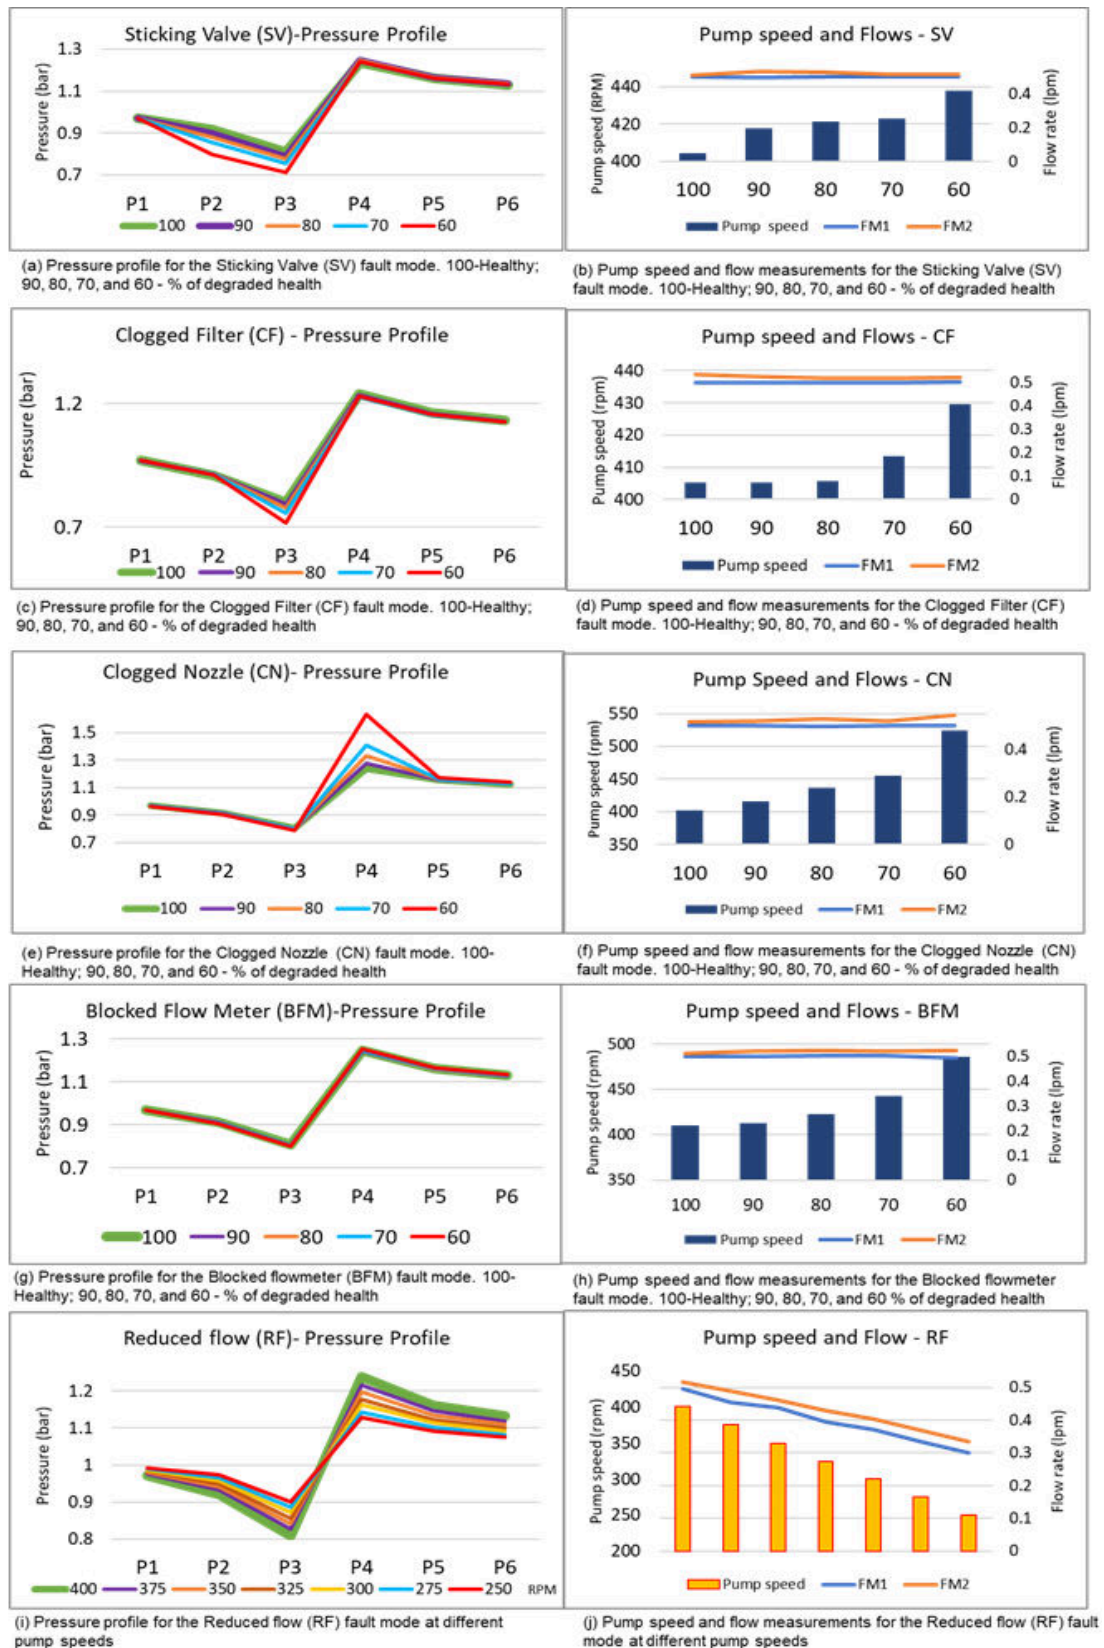 Sticking Valve (SV)-Pressure Profile
Pressure (bar)
1.3
1.1
0.9
0.7
P1 P2 P3 P4 P5 P6
100 90 80 70 60
(a) Pressure profile for the Sticking Valve (SV) fault mode. 100-Healthy;
90, 80, 70, and 60 - % of degraded health
Pump speed and Flows - SV
Pump speed (RPM)
440
420
400
0.4
0.2
0
Flow rate (lpm)
100 90 80 70 60
Pump speed FM1 FM2
(b) Pump speed and flow measurements for the Sticking Valve (SV)
fault mode. 100-Healthy; 90, 80, 70, and 60 - % of degraded health
Clogged Filter (CF) - Pressure Profile
Pressure (bar)
1.2
0.7
P1 P2 P3 P4 P5 P6
100 90 80 70 60
(c) Pressure profile for the Clogged Filter (CF) fault mode. 100-Healthy;
90, 80, 70, and 60 - % of degraded health
Pump speed and Flows - CF
Pump speed (rpm)
440
430
420
410
400
0.5
0.4
0.3
0.2
0.1
0
Flow rate (lpm)
100 90 80 70 60
Pump speed FM1 FM2
(d) Pump speed and flow measurements for the Clogged Filter (CF)
fault mode. 100-Healthy; 90, 80, 70, and 60 - % of degraded health
Clogged Nozzle (CN)- Pressure Profile
Pressure (bar)
1.5
1.3
1.1
0.9
0.7
P1 P2 P3 P4 P5 P6
100 90 80 70 60
(e) Pressure profile for the Clogged Nozzle (CN) fault mode. 100-
Healthy; 90, 80, 70, and 60 - % of degraded health
Pump Speed and Flows - CN
Pump speed (rpm)
550
500
450
400
350
0.4
0.2
0
Flow rate (lpm)
100 90 80 70 60
Pump speed FM1 FM2
(f) Pump speed and flow measurements for the Clogged Nozzle (CN)
fault mode. 100-Healthy; 90, 80, 70, and 60 - % of degraded health
Blocked Flow Meter (BFM)-Pressure Profile
Pressure (bar)
1.3
1.1
0.9
0.7
P1 P2 P3 P4 P5 P6
100 90 80 70 60
(g) Pressure profile for the Blocked flowmeter (BFM) fault mode. 100-
Healthy; 90, 80, 70, and 60 - % of degraded health
Pump speed and Flows - BFM
Pump speed (rpm)
500
450
400
350
0.5
0.4
0.3
0.2
0.1
0
Flow rate (lpm)
100 90 80 70 60
Pump speed FM1 FM2
(h) Pump speed and flow measurements for the Blocked flowmeter
fault mode. 100-Healthy; 90, 80, 70, and 60 % of degraded health
Reduced flow (RF)- Pressure Profile
Pressure (bar)
1.2
1.1
1
0.9
0.8
P1 P2 P3 P4 P5 P6
400 375 350 325 300 275 250 RPM
(i) Pressure profile for the Reduced flow (RF) fault mode at different
pump speeds
Pump speed and Flow - RF
Pump speed (rpm)
450
400
350
300
250
200
0.5
0.4
0.3
0.2
0.1
0
Flow rate (lpm)
Pump speed FM1 FM2
(j) Pump speed and flow measurements for the Reduced flow (RF) fault
mode at different pump speeds